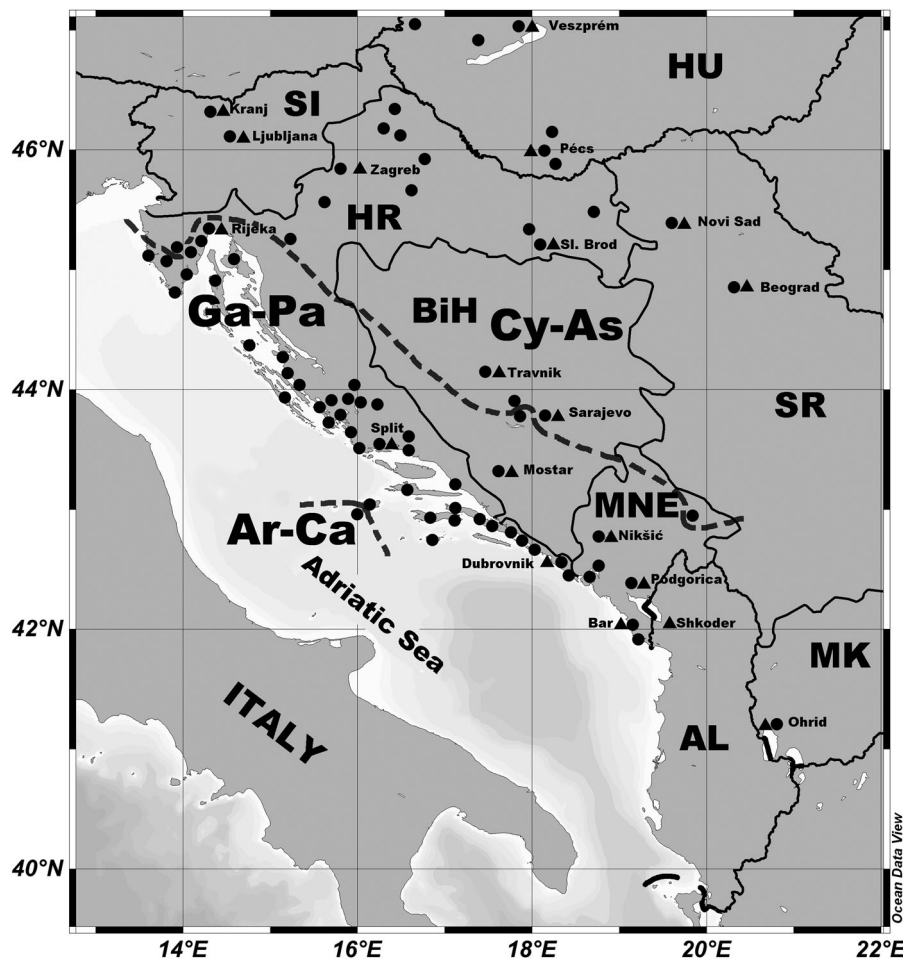 Veszprém
HU
SI
Kranj
Ljubljana
46°N
Pécs
Zagreb
HR
Novi Sad
Rijeka
Sl. Brod
Beograd
Ga-Pa
BiH
Cy-As
Travnik
44°N
SR
Sarajevo
Split
Mostar
MNE
Ar-Ca
Nikšić
Dubrovnik
Podgorica
Adriatic Sea
42°N
Bar
Shkoder
MK
ITALY
Ohrid
AL
40°N
Ocean Data View
14°E
16°E
18°E
20°E
22°E